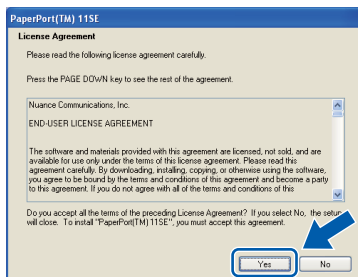 PaperPort(TM) 11SE
License Agreement
Please read the following license agreement carefully.
Press the PAGE DOWN key to see the rest of the agreement.
Nuance Communications, Inc.
END-USER LICENSE AGREEMENT
The software and materials provided with this agreement are licensed, not sold, and are
available for use only under the terms of this license agreement. Please read this
agreement carefully. By downloading, installing, copying, or otherwise using the software,
you agree to be bound by the terms and conditions of this agreement and become a party
to this agreement. If you do not agree with all of the terms and conditions of this
Do you accept all the terms of the preceding License Agreement? If you select No, the setup
will close. To install "PaperPort(TM) 11SE", you must accept this agreement.
Yes
No